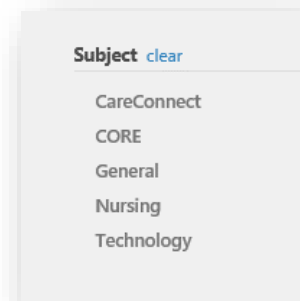 Subject clear
CareConnect
CORE
General
Nursing
Technology